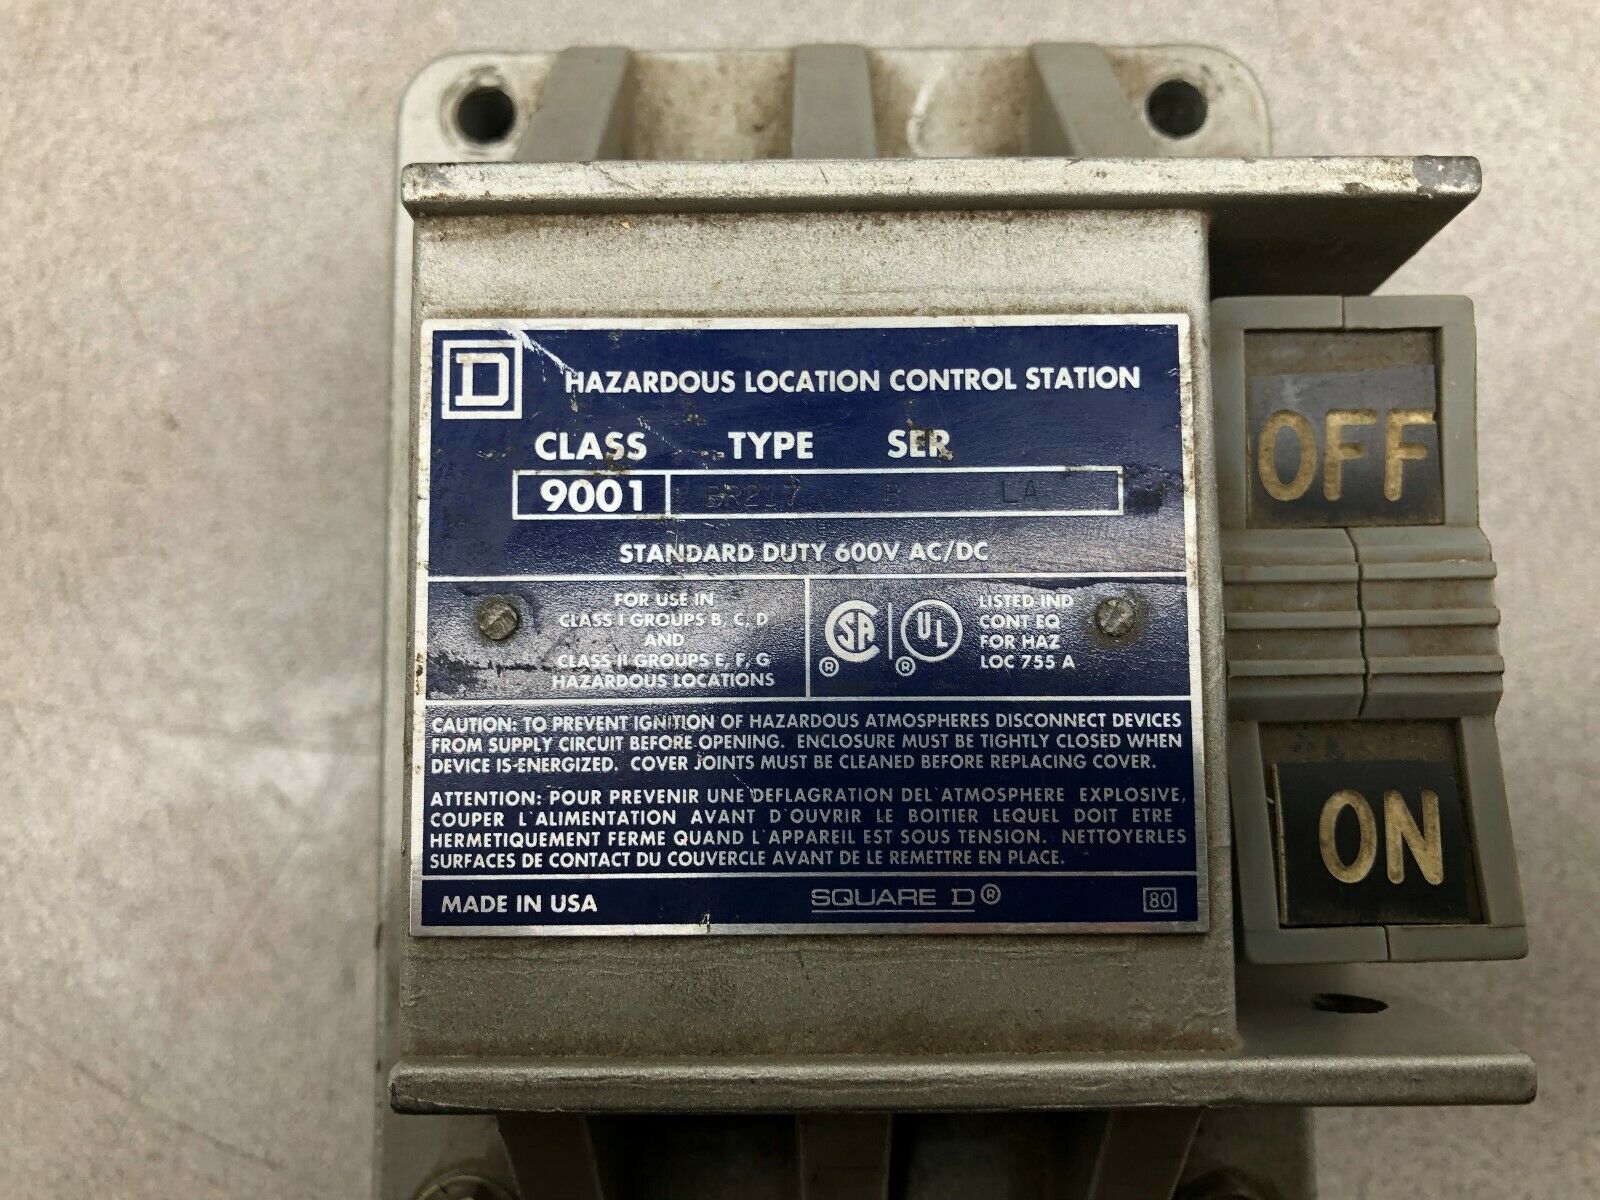 D
HAZARDOUS LOCATION CONTROL STATION
CLASS TYPE SER
9001 BR217 B LA
STANDARD DUTY 600V AC/DC
FOR USE IN
CLASS I GROUPS B, C, D
AND
CLASS II GROUPS E, F, G
HAZARDOUS LOCATIONS
SA ® UL ®
LISTED IND
CONT EQ
FOR HAZ
LOC 755 A
CAUTION: TO PREVENT IGNITION OF HAZARDOUS ATMOSPHERES DISCONNECT DEVICES
FROM SUPPLY CIRCUIT BEFORE OPENING. ENCLOSURE MUST BE TIGHTLY CLOSED WHEN
DEVICE IS ENERGIZED. COVER JOINTS MUST BE CLEANED BEFORE REPLACING COVER.
ATTENTION: POUR PREVENIR UNE DEFLAGRATION DEL'ATMOSPHERE EXPLOSIVE,
COUPER L'ALIMENTATION AVANT D'OUVRIR LE BOITIER LEQUEL DOIT ETRE
HERMETIQUEMENT FERME QUAND L'APPAREIL EST SOUS TENSION. NETTOYERLES
SURFACES DE CONTACT DU COUVERCLE AVANT DE LE REMETTRE EN PLACE.
MADE IN USA SQUARE D® 80
OFF
ON